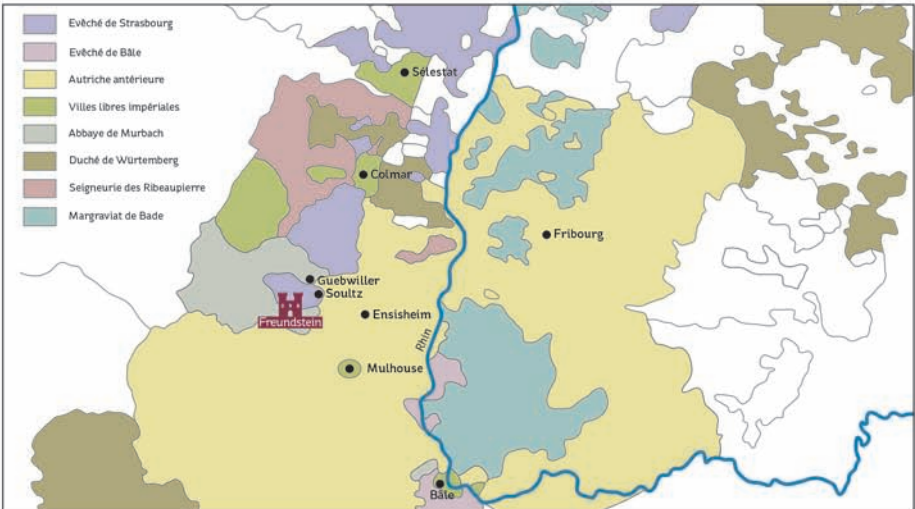 Evêché de Strasbourg
Evêché de Bâle
Autriche antérieure
Villes libres impériales
Abbaye de Murbach
Duché de Würtemberg
Seigneurie des Ribeaupierre
Margraviat de Bade
Sélestat
Colmar
Fribourg
Guebwiller
Soultz
Freundstein
Ensisheim
Rhin
Mulhouse
Bâle